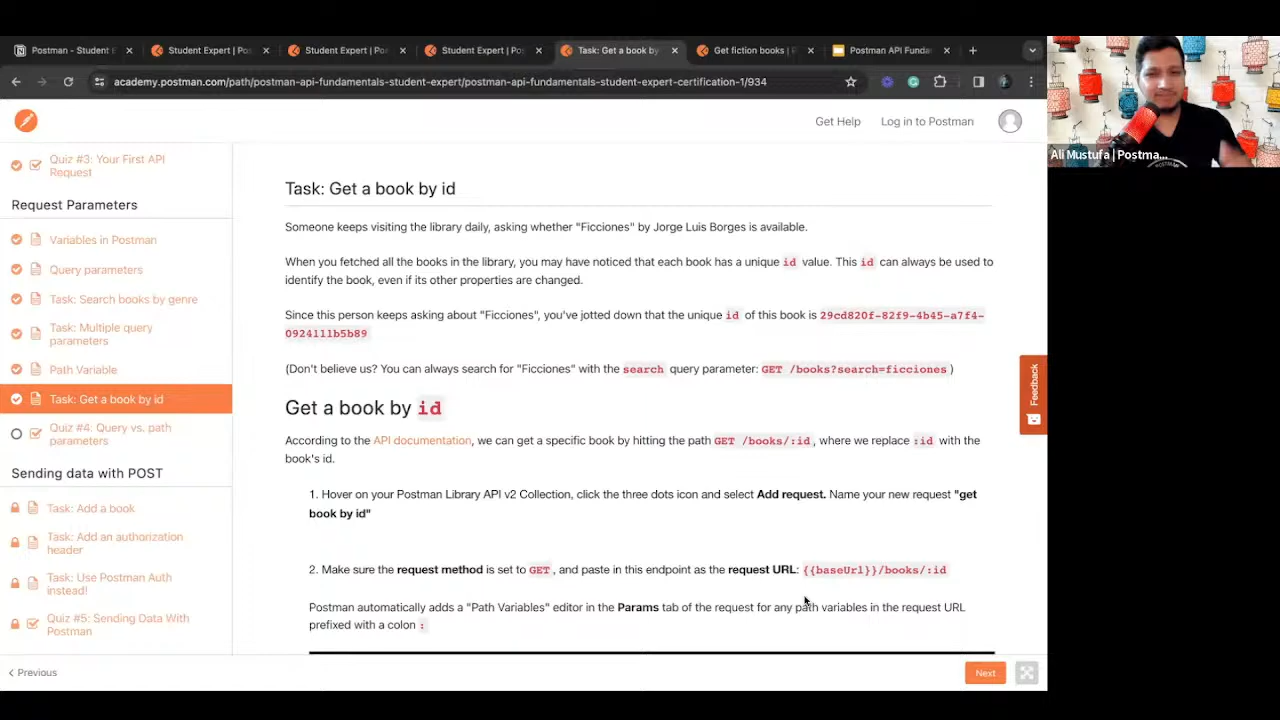 Postman - Student
Student Expert | Pos
Student Expert | Pos
Student Expert | Pos
Task: Get a book by
Get fiction books |
Postman API Funda
academy.postman.com/path/postman-api-fundamentals-student-expert/postman-api-fundamentals-student-expert-certification-1/934
Get Help
Log in to Postman
Ali Mustufa | Postma...
Quiz #3: Your First API
Request
Request Parameters
Variables in Postman
Query parameters
Task: Search books by genre
Task: Multiple query
parameters
Path Variable
Task: Get a book by id
Quiz #4: Query vs. path
parameters
Sending data with POST
Task: Add a book
Task: Add an authorization
header
Task: Use Postman Auth
instead!
Quiz #5: Sending Data With
Postman
Task: Get a book by id
Someone keeps visiting the library daily, asking whether "Ficciones" by Jorge Luis Borges is available.
When you fetched all the books in the library, you may have noticed that each book has a unique id value. This id can always be used to
identify the book, even if its other properties are changed.
Since this person keeps asking about "Ficciones", you've jotted down that the unique id of this book is 29cd820f-82f9-4b45-a7f4-
0924111b5b89
(Don't believe us? You can always search for "Ficciones" with the search query parameter: GET /books?search=ficciones )
Get a book by id
According to the API documentation, we can get a specific book by hitting the path GET /books/:id, where we replace :id with the
book's id.
1. Hover on your Postman Library API v2 Collection, click the three dots icon and select Add request. Name your new request "get
book by id"
2. Make sure the request method is set to GET, and paste in this endpoint as the request URL: {{baseUrl}}/books/:id
Postman automatically adds a "Path Variables" editor in the Params tab of the request for any path variables in the request URL
prefixed with a colon :
Feedback
Previous
Next